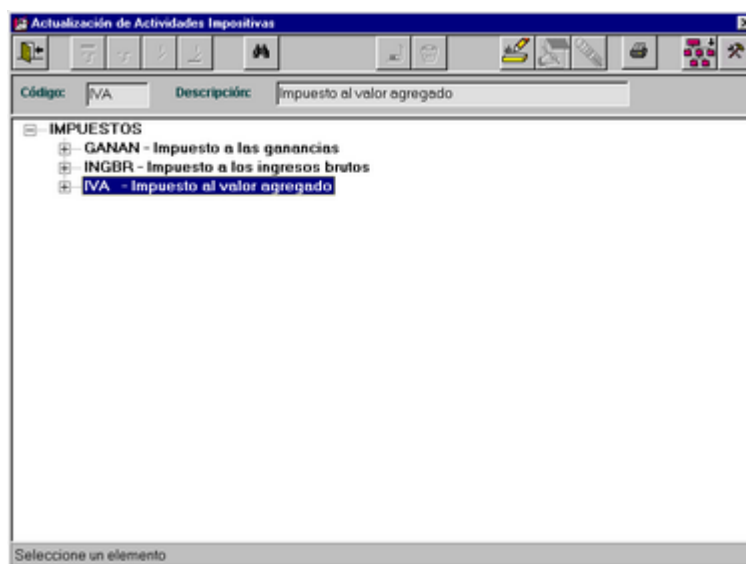 Actualización de Actividades Impositivas
Código: IVA Descripción: Impuesto al valor agregado
IMPUESTOS
GANAN - Impuesto a las ganancias
INGBR - Impuesto a los ingresos brutos
IVA - Impuesto al valor agregado
Seleccione un elemento